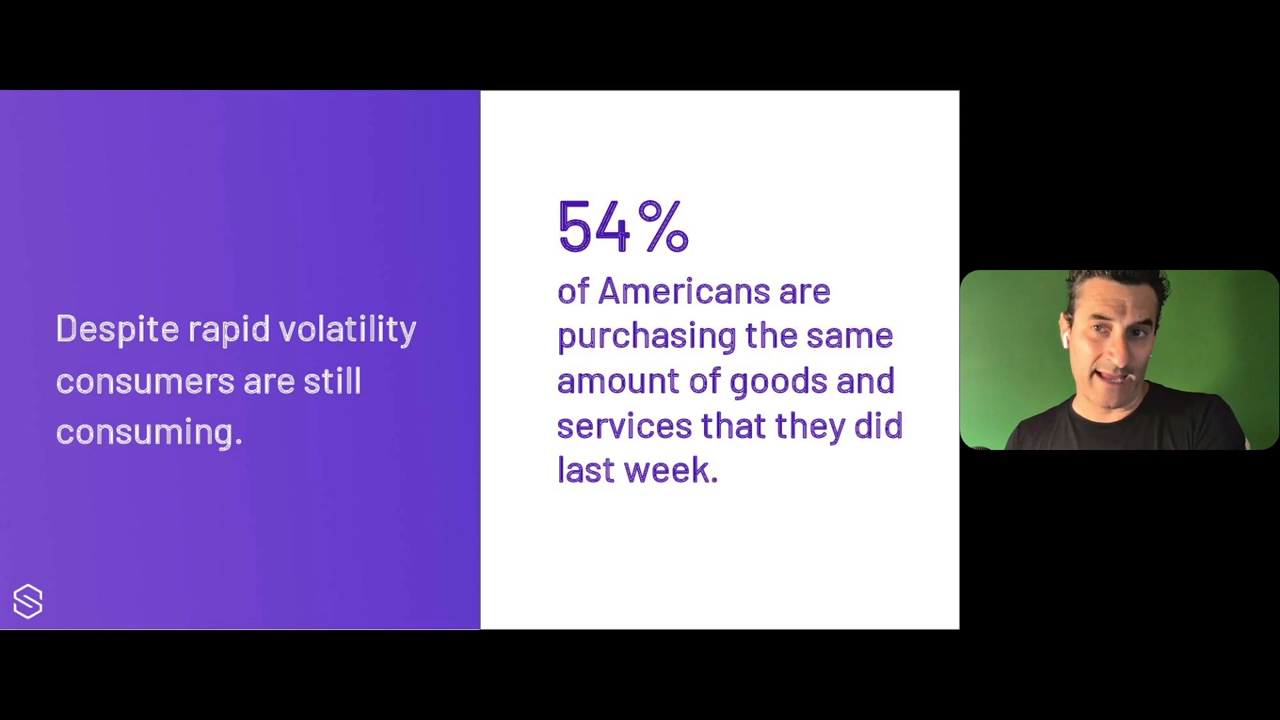 Despite rapid volatility
consumers are still
consuming.
54%
of Americans are
purchasing the same
amount of goods and
services that they did
last week.